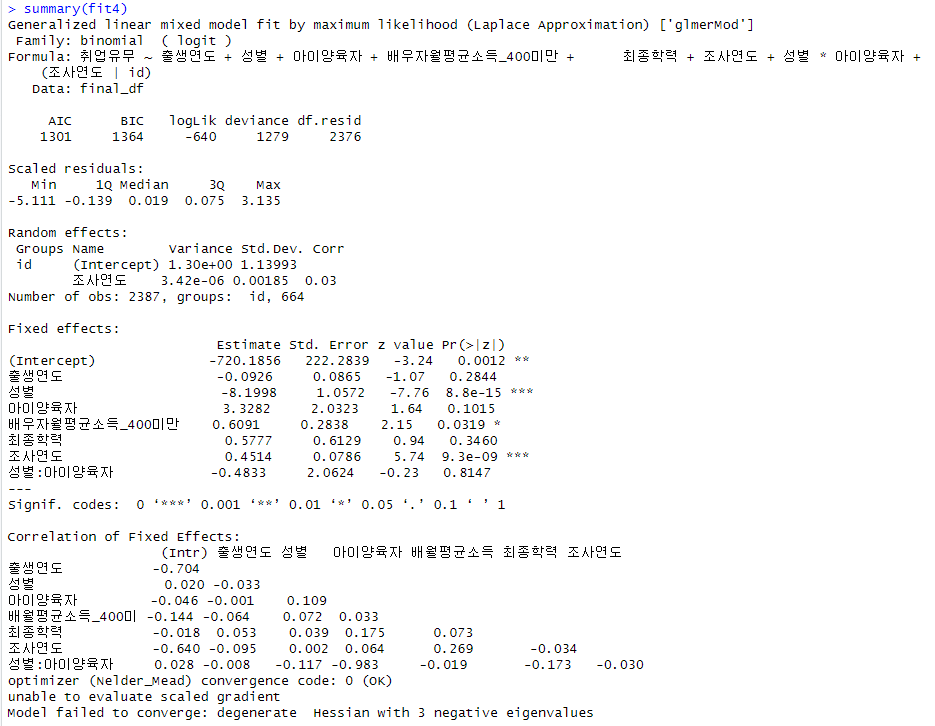 > summary(fit4)
Generalized linear mixed model fit by maximum likelihood (Laplace Approximation) ['glmerMod']
Family: binomial  ( logit )
Formula: 취업유무 ~ 출생연도 + 성별 + 아이양육자 + 배우자월평균소득_400미만 +      최종학력 + 조사연도 + 성별 * 아이양육자 +
(조사연도 | id)
Data: final_df
AIC      BIC   logLik deviance df.resid
1301     1364     -640     1279     2376
Scaled residuals:
Min     1Q Median     3Q    Max
-5.111 -0.139  0.019  0.075  3.135
Random effects:
Groups Name        Variance Std.Dev. Corr
id     (Intercept) 1.30e+00 1.13993
조사연도    3.42e-06 0.00185  0.03
Number of obs: 2387, groups:  id, 664
Fixed effects:
Estimate Std. Error z value Pr(>|z|)
(Intercept)              -720.1856   222.2839   -3.24   0.0012 **
출생연도                  -0.0926     0.0865   -1.07   0.2844
성별                      -8.1998     1.0572   -7.76  8.8e-15 ***
아이양육자                 3.3282     2.0323    1.64   0.1015
배우자월평균소득_400미만    0.6091     0.2838    2.15   0.0319 *
최종학력                   0.5777     0.6129    0.94   0.3460
조사연도                   0.4514     0.0786    5.74  9.3e-09 ***
성별:아이양육자           -0.4833     2.0624   -0.23   0.8147
---
Signif. codes:  0 ‘***’ 0.001 ‘**’ 0.01 ‘*’ 0.05 ‘.’ 0.1 ‘ ’ 1
Correlation of Fixed Effects:
(Intr) 출생연도 성별   아이양육자 배월평균소득 최종학력 조사연도
출생연도           -0.704
성별                0.020 -0.033
아이양육자         -0.046 -0.001    0.109
배월평균소득_400미 -0.144 -0.064    0.072  0.033
최종학력           -0.018  0.053    0.039  0.175       0.073
조사연도           -0.640 -0.095    0.002  0.064       0.269       -0.034
성별:아이양육자     0.028 -0.008   -0.117 -0.983      -0.019       -0.173   -0.030
optimizer (Nelder_Mead) convergence code: 0 (OK)
unable to evaluate scaled gradient
Model failed to converge: degenerate  Hessian with 3 negative eigenvalues